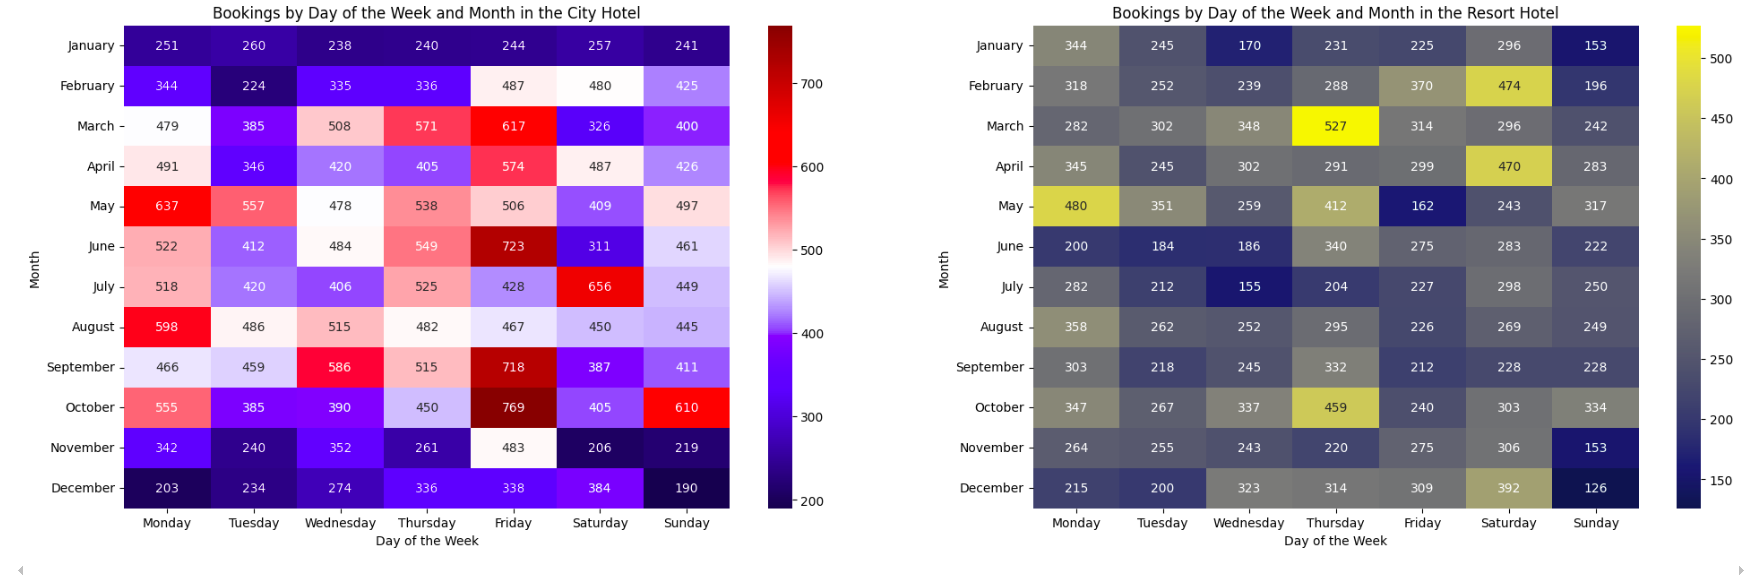 Bookings by Day of the Week and Month in the City Hotel
January 251 260 238 240 244 257 241
February 344 224 335 336 487 480 425
March 479 385 508 571 617 326 400
April 491 346 420 405 574 487 426
May 637 557 478 538 506 409 497
June 522 412 484 549 723 311 461
July 518 420 406 525 428 656 449
August 598 486 515 482 467 450 445
September 466 459 586 515 718 387 411
October 555 385 390 450 769 405 610
November 342 240 352 261 483 206 219
December 203 234 274 336 338 384 190
Monday Tuesday Wednesday Thursday Friday Saturday Sunday
Day of the Week
Month
700
600
500
400
300
200
Bookings by Day of the Week and Month in the Resort Hotel
January 344 245 170 231 225 296 153
February 318 252 239 288 370 474 196
March 282 302 348 527 314 296 242
April 345 245 302 291 299 470 283
May 480 351 259 412 162 243 317
June 200 184 186 340 275 283 222
July 282 212 155 204 227 298 250
August 358 262 252 295 226 269 249
September 303 218 245 332 212 228 228
October 347 267 337 459 240 303 334
November 264 255 243 220 275 306 153
December 215 200 323 314 309 392 126
Monday Tuesday Wednesday Thursday Friday Saturday Sunday
Day of the Week
Month
500
450
400
350
300
250
200
150